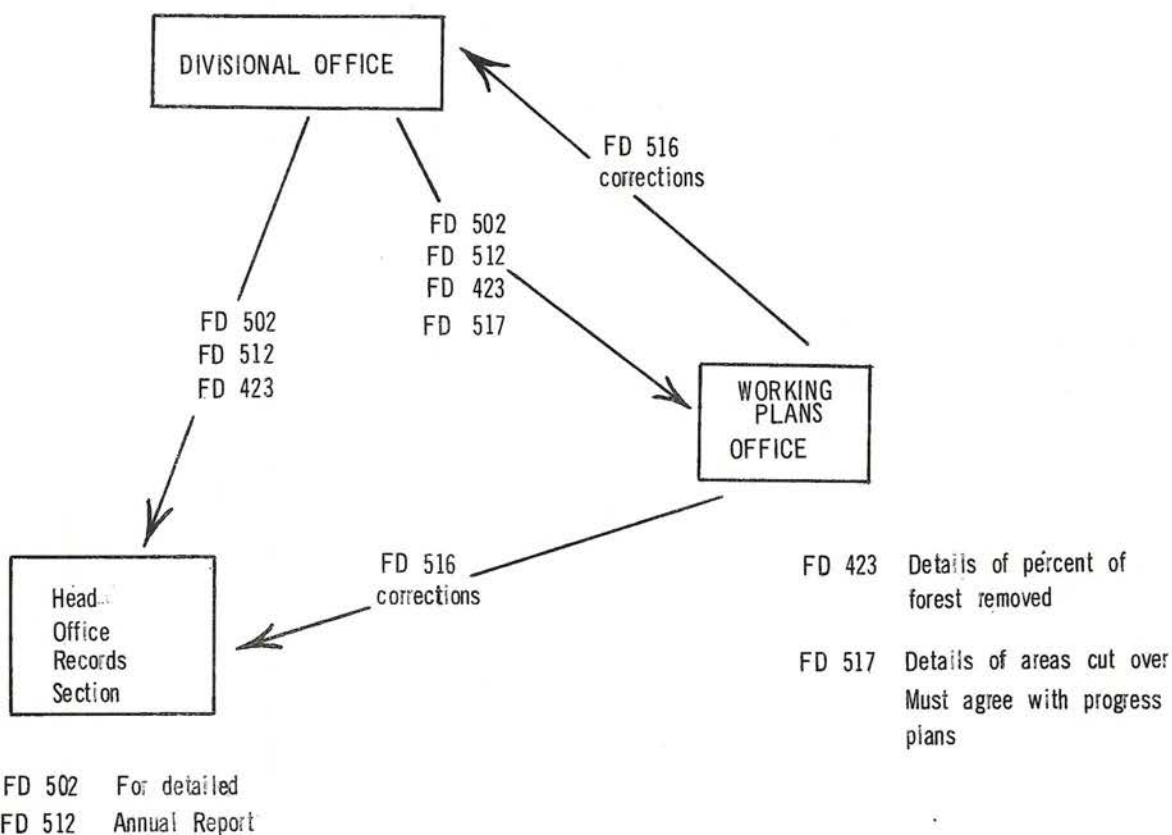 DIVISIONAL OFFICE
FD 516
corrections
FD 502
FD 512
FD 423
FD 517
FD 502
FD 512
FD 423
WORKING
PLANS
OFFICE
FD 516
corrections
Head
Office
Records
Section
FD 423 Details of percent of
forest removed
FD 517 Details of areas cut over
Must agree with progress
plans
FD 502 For detailed
FD 512 Annual Report